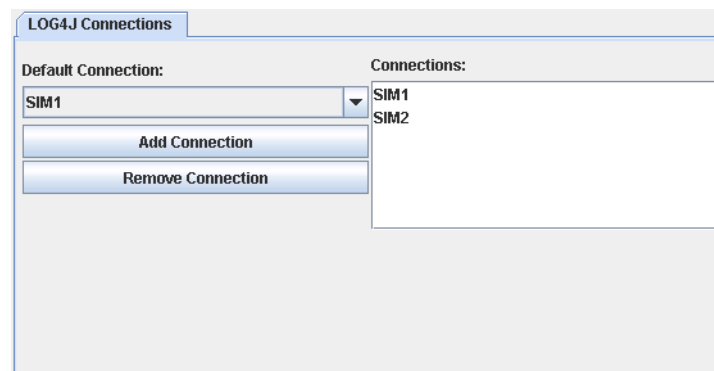 LOG4J Connections
Default Connection:
SIM1
Add Connection
Remove Connection
Connections:
SIM1
SIM2